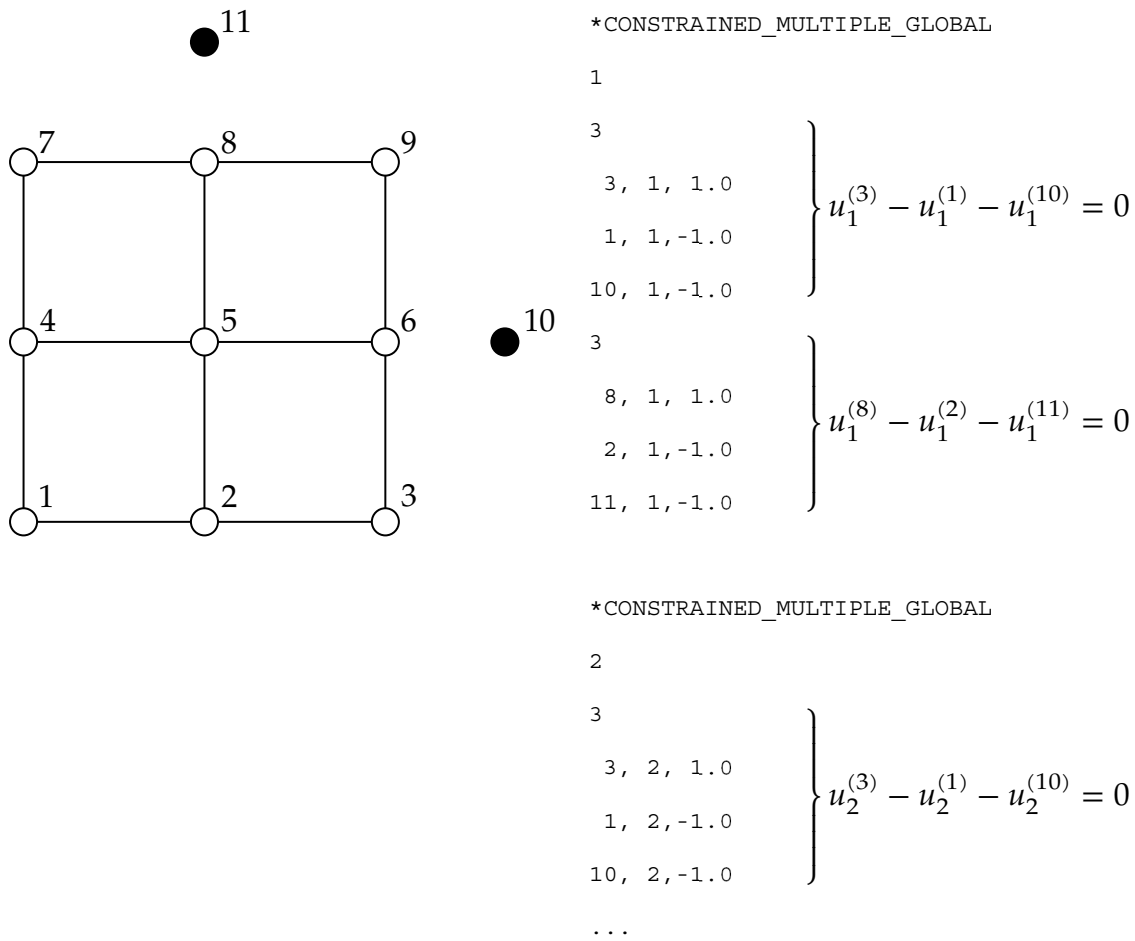 11
7
8
9
4
5
6
10
1
2
3
*CONSTRAINED_MULTIPLE_GLOBAL
1
3
3, 1, 1.0
1, 1,-1.0
10, 1,-1.0
u_1^{(3)} − u_1^{(1)} − u_1^{(10)} = 0
3
8, 1, 1.0
2, 1,-1.0
11, 1,-1.0
u_1^{(8)} − u_1^{(2)} − u_1^{(11)} = 0
*CONSTRAINED_MULTIPLE_GLOBAL
2
3
3, 2, 1.0
1, 2,-1.0
10, 2,-1.0
u_2^{(3)} − u_2^{(1)} − u_2^{(10)} = 0
...